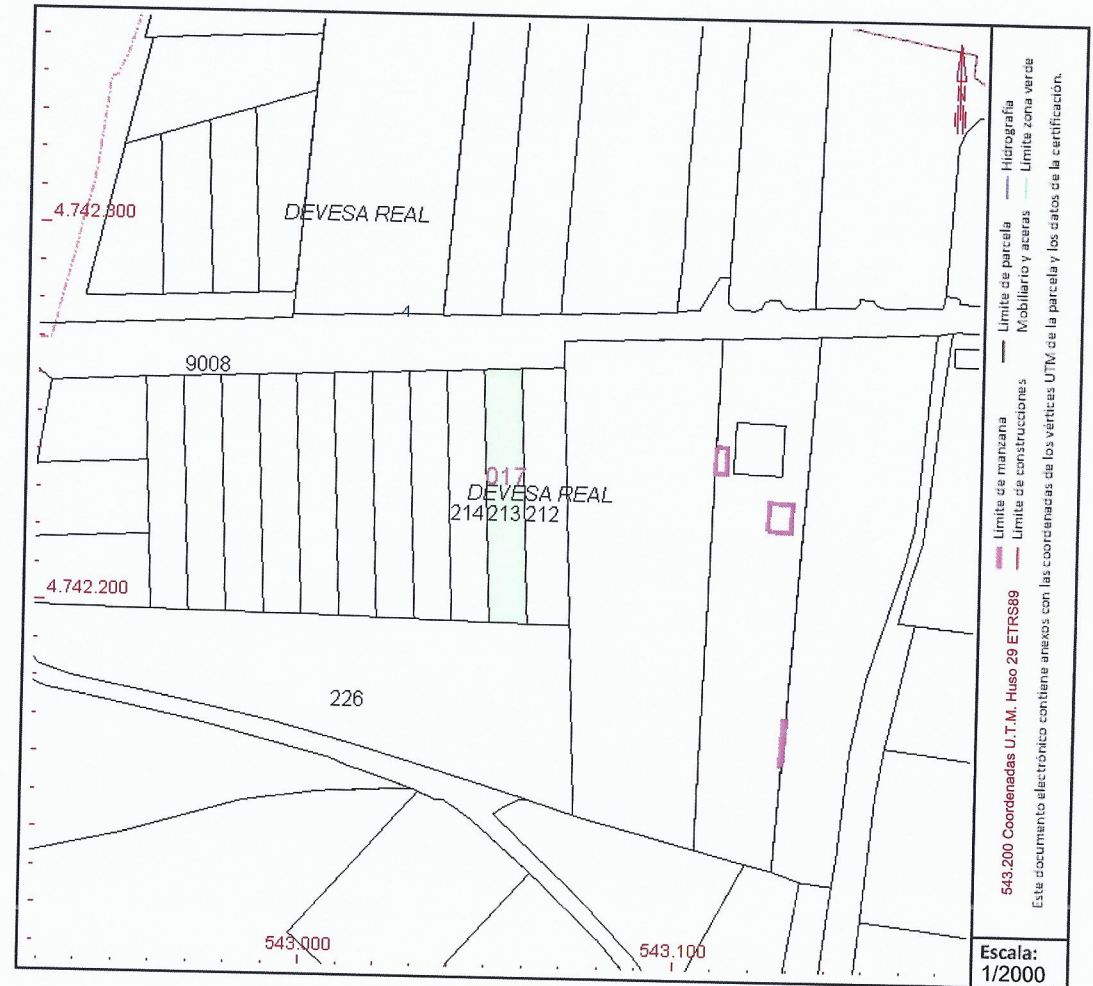 4.742.300
DEVESA REAL
4
9008
017
DEVESA REAL
214 213 212
4.742.200
226
543.000
543.100
543.200 Coordenadas U.T.M. Huso 29 ETRS89
Límite de manzana
Límite de parcela
Hidrografía
Límite de construcciones
Mobiliario y aceras
Límite zona verde
Este documento electrónico contiene anexos con las coordenadas de los vértices UTM de la parcela y los datos de la certificación.
Escala:
1/2000